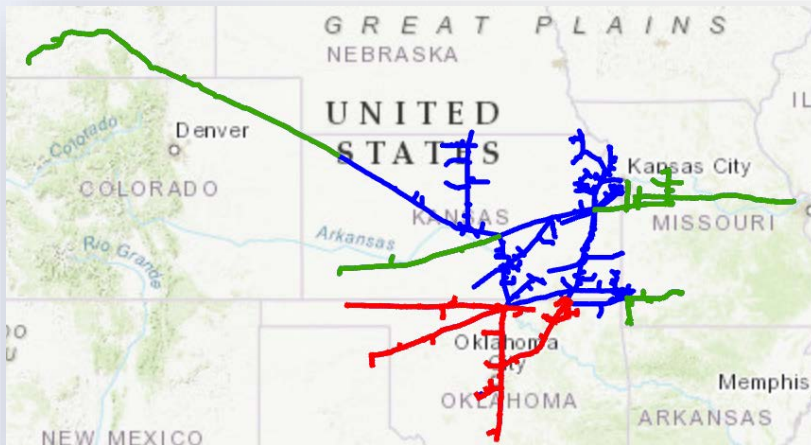 GREAT PLAINS
NEBRASKA
UNITED
STATES
Denver
Colorado
COLORADO
Kansas City
KANSAS
MISSOURI
Arkansas
Rio Grande
Oklahoma
City
OKLAHOMA
Memphis
ARKANSAS
NEW MEXICO